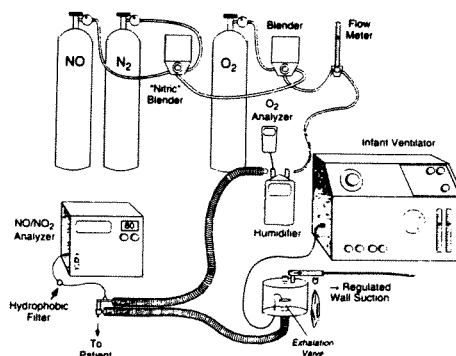 NO
N2
"Nitric"
Blender
O2
Blender
Flow
Meter
O2
Analyzer
Infant Ventilator
Humidifier
NO/NO2
Analyzer
80
Hydrophobic
Filter
To
Patient
→ Regulated
Wall Suction
Exhalation
Valve